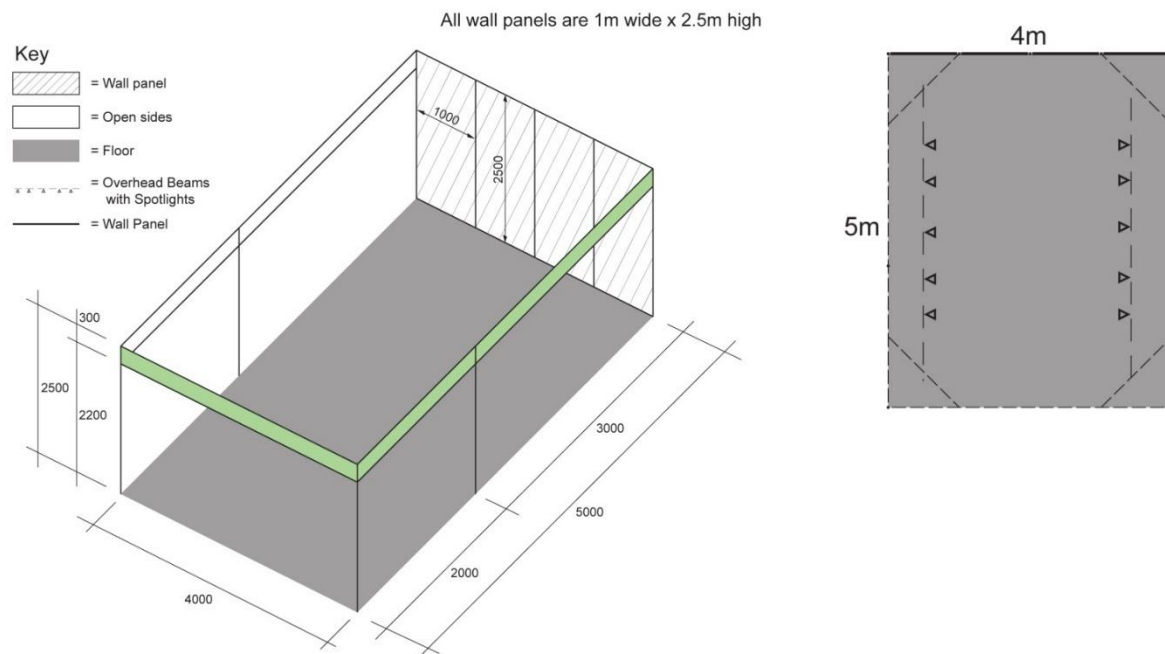 All wall panels are 1m wide x 2.5m high
Key
= Wall panel
= Open sides
= Floor
= Overhead Beams
with Spotlights
= Wall Panel
1000
2500
300
2500
2200
4000
2000
3000
5000
4m
5m